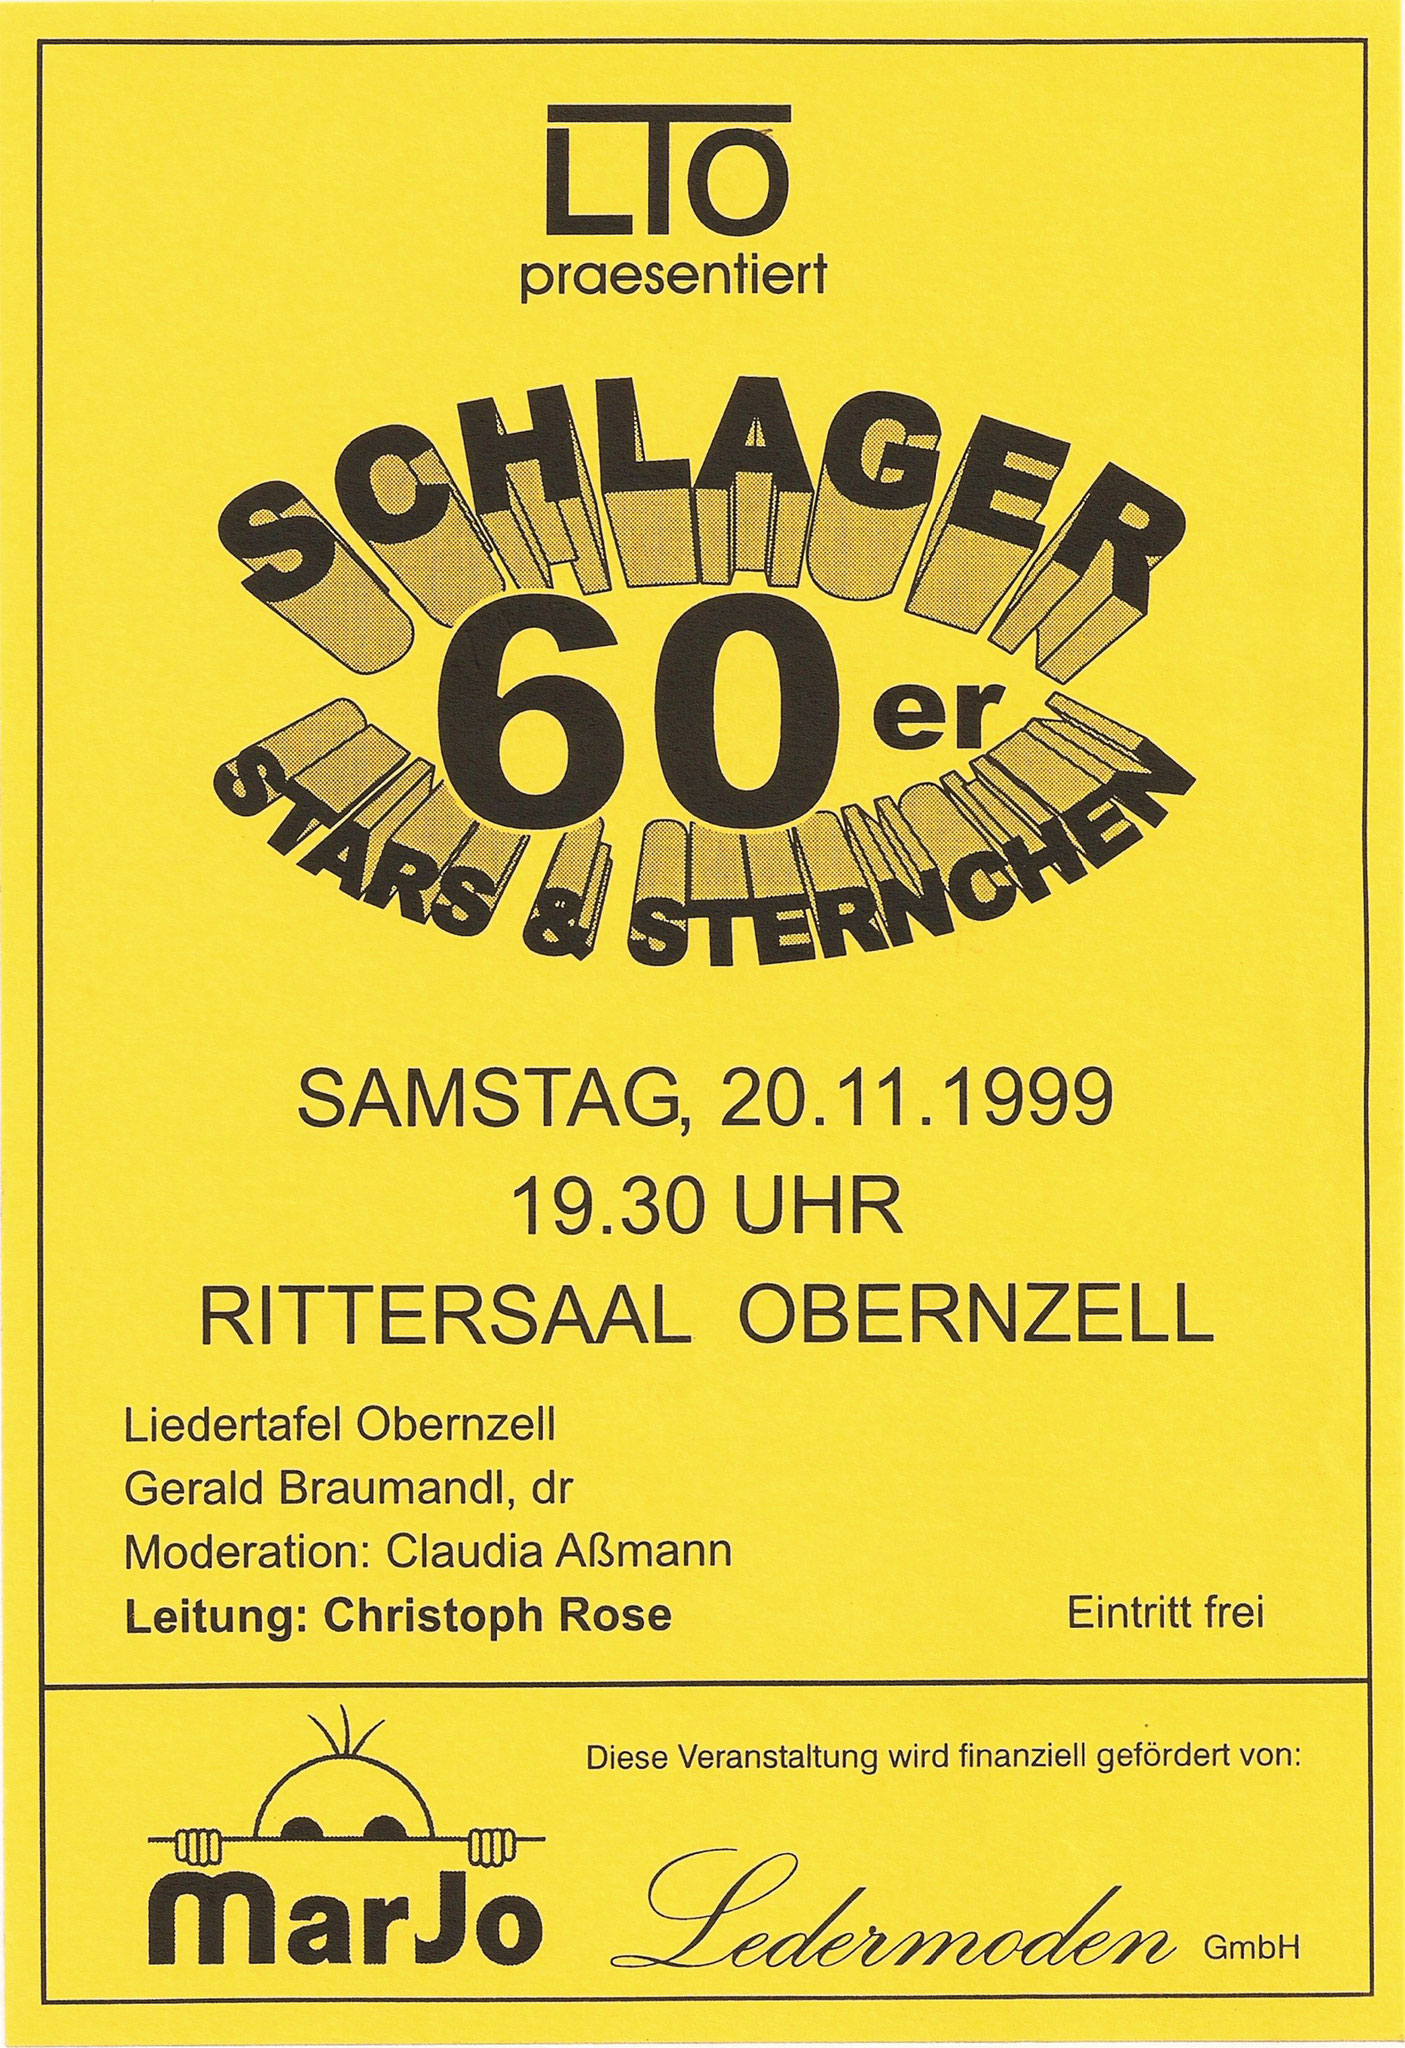 LTO
praesentiert
SCHLAGER
60er
STARS & STERNCHEN
SAMSTAG, 20.11.1999
19.30 UHR
RITTERSAAL OBERNZELL
Liedertafel Obernzell
Gerald Braumandl, dr
Moderation: Claudia Aßmann
Leitung: Christoph Rose
Eintritt frei
Diese Veranstaltung wird finanziell gefördert von:
MarJo
Ledermoden GmbH